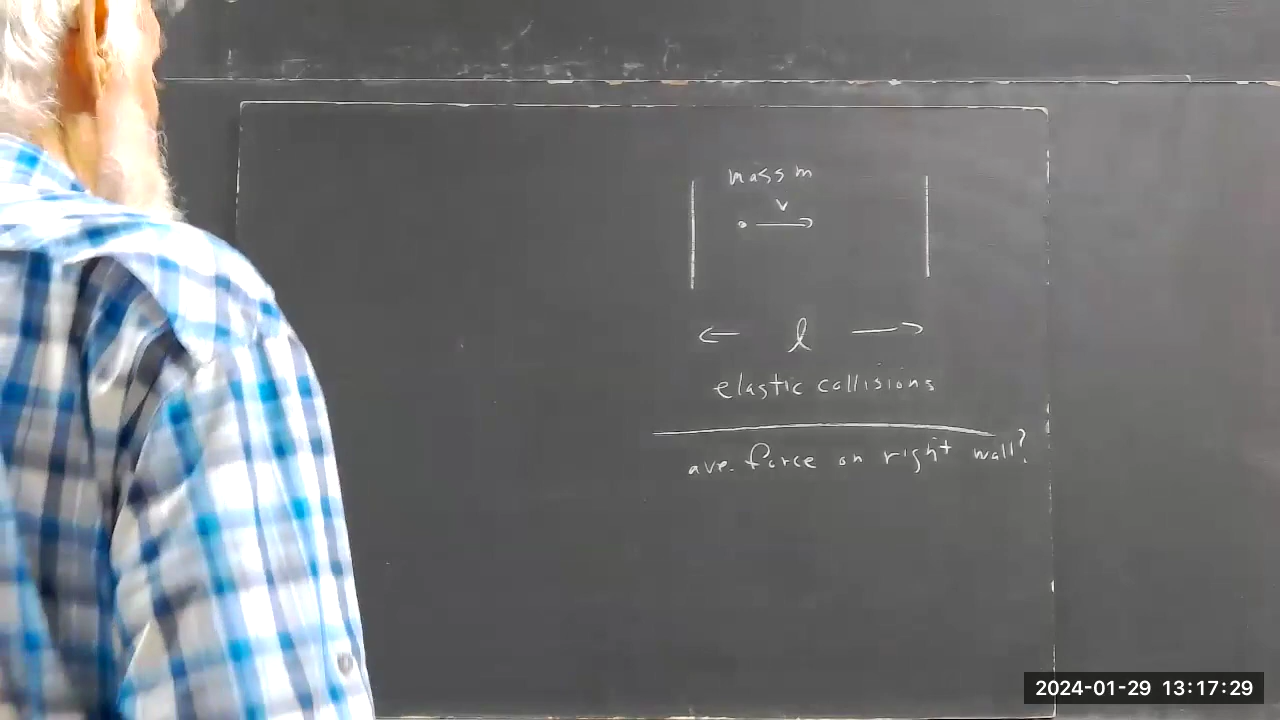 mass m
v
l
elastic collisions
ave. force on right wall?
2024-01-29 13:17:29